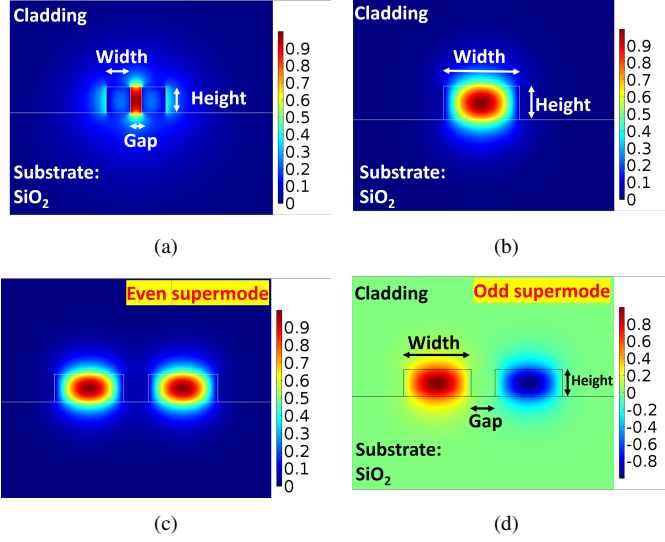 Cladding
Width
Height
Gap
Substrate:
SiO₂
0.9
0.8
0.7
0.6
0.5
0.4
0.3
0.2
0.1
0
(a)
Cladding
Width
Height
Substrate:
SiO₂
0.9
0.8
0.7
0.6
0.5
0.4
0.3
0.2
0.1
0
(b)
Even supermode
0.9
0.8
0.7
0.6
0.5
0.4
0.3
0.2
0.1
0
(c)
Cladding
Odd supermode
Width
Height
Gap
Substrate:
SiO₂
0.8
0.6
0.4
0.2
0
-0.2
-0.4
-0.6
-0.8
(d)